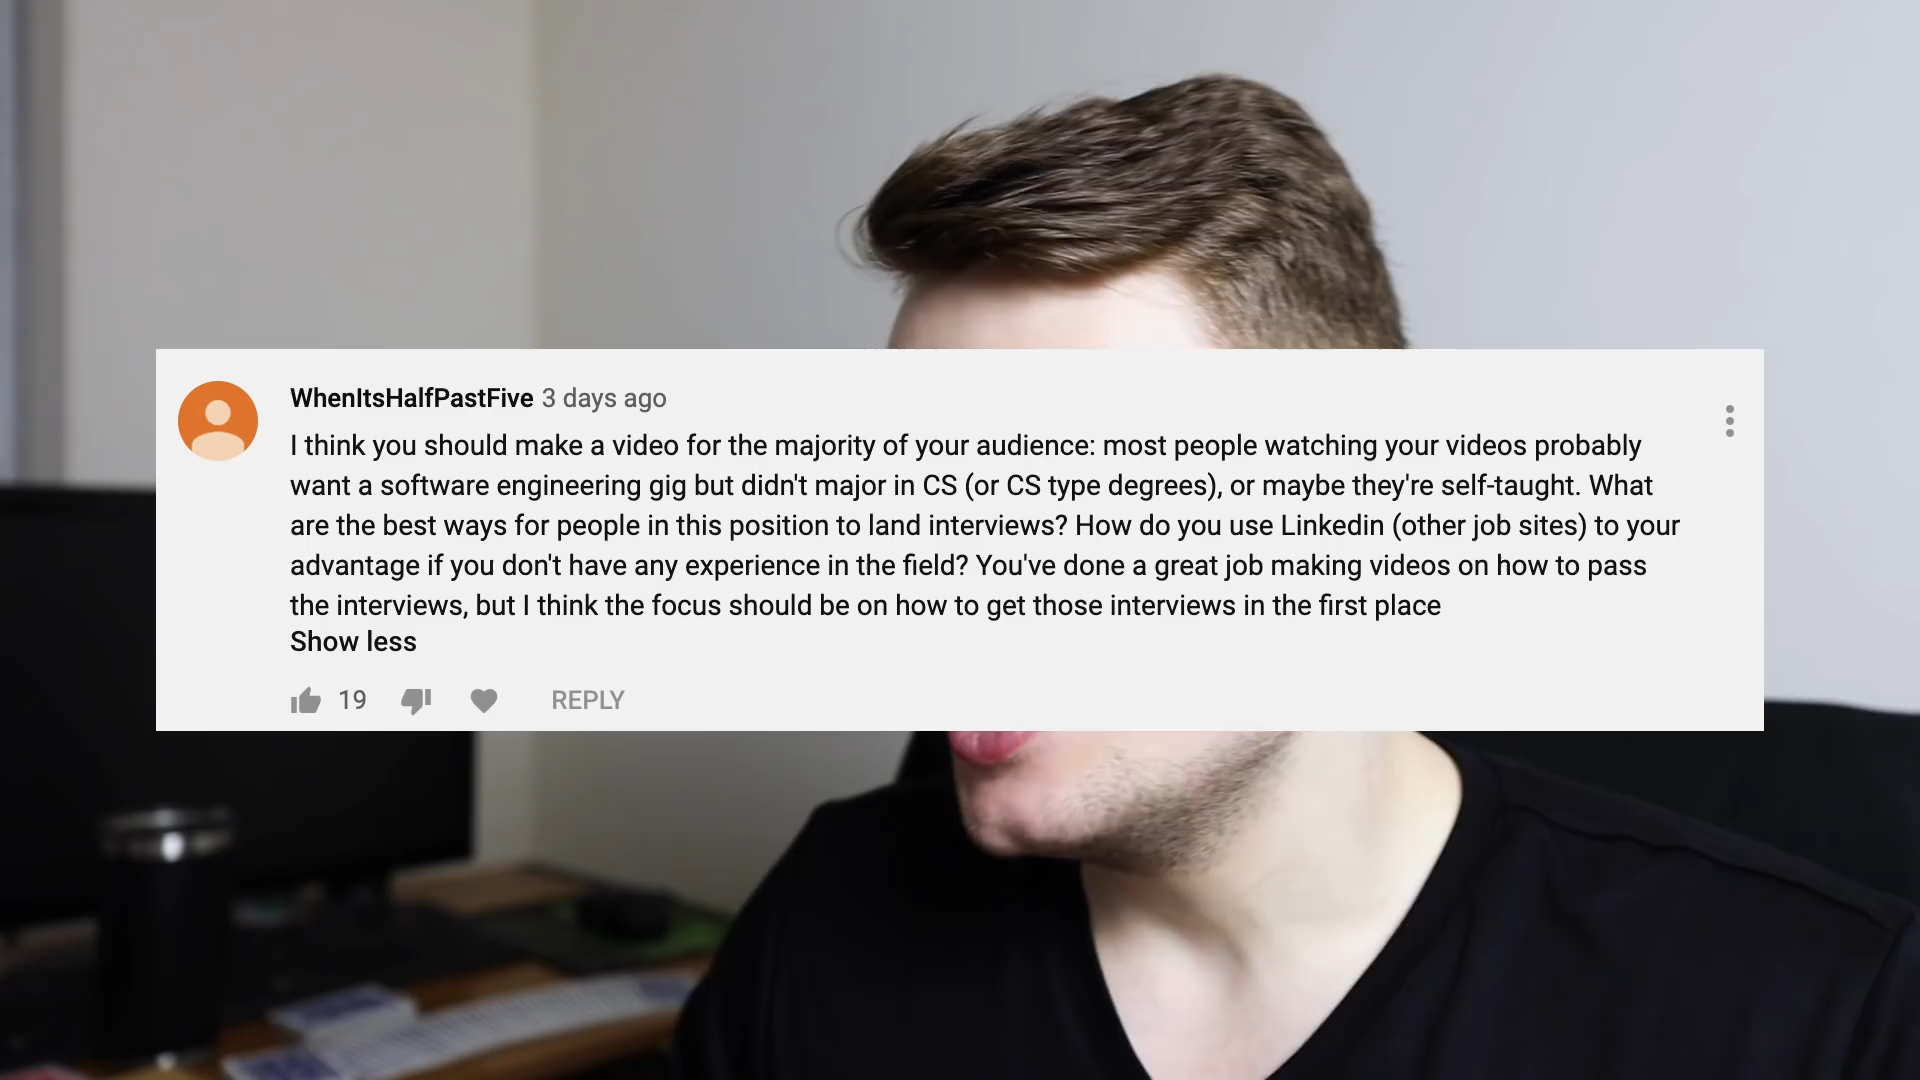 WhenItsHalfPastFive 3 days ago
I think you should make a video for the majority of your audience: most people watching your videos probably
want a software engineering gig but didn't major in CS (or CS type degrees), or maybe they're self-taught. What
are the best ways for people in this position to land interviews? How do you use Linkedin (other job sites) to your
advantage if you don't have any experience in the field? You've done a great job making videos on how to pass
the interviews, but I think the focus should be on how to get those interviews in the first place
Show less
19 REPLY